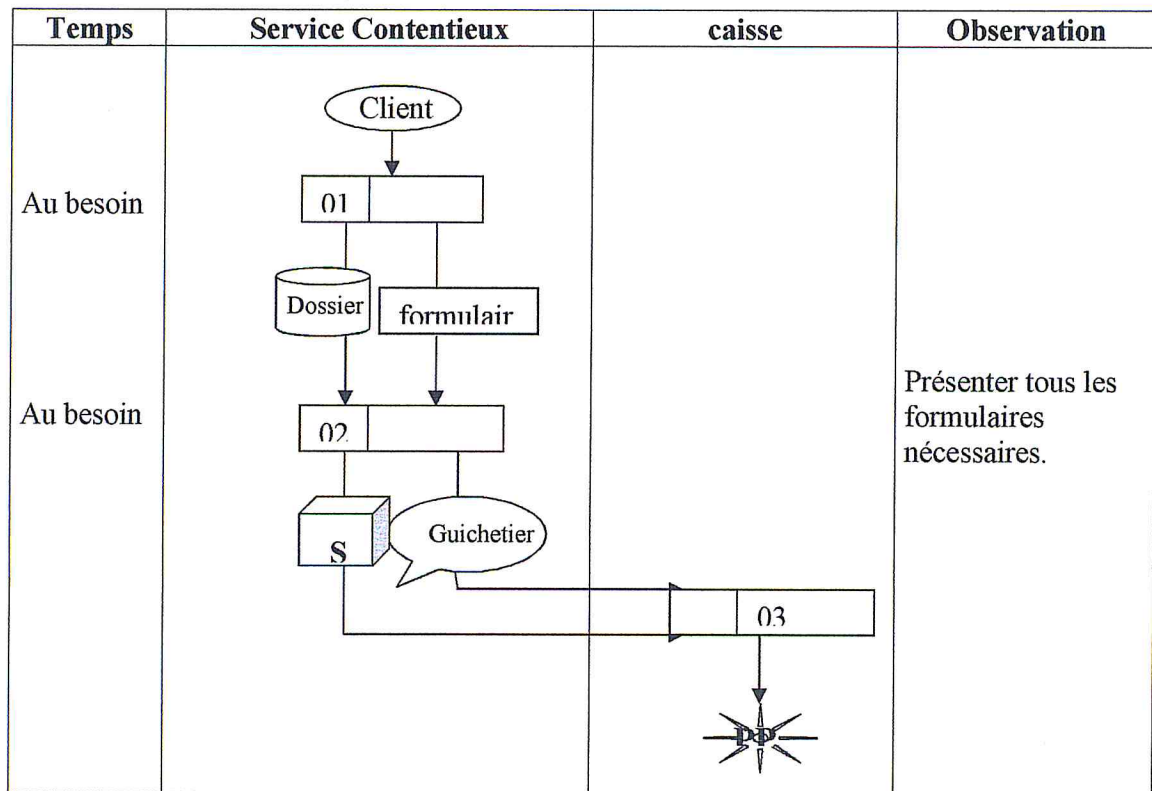 Temps Service Contentieux caisse Observation
Client
Au besoin
01
Dossier
formulair
Au besoin
02
Présenter tous les
formulaires
nécessaires.
S
Guichetier
03